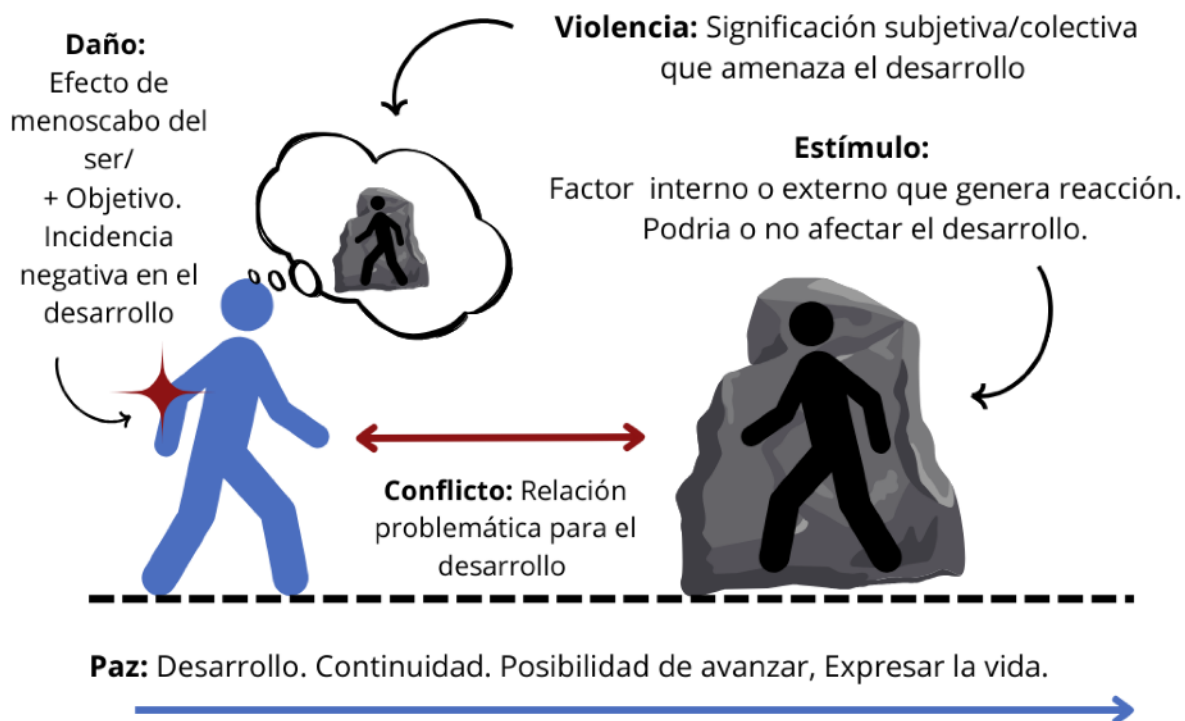 Daño:
Efecto de
menoscabo del
ser/
+ Objetivo.
Incidencia
negativa en el
desarrollo
Violencia: Significación subjetiva/colectiva
que amenaza el desarrollo
Estímulo:
Factor interno o externo que genera reacción.
Podria o no afectar el desarrollo.
Conflicto: Relación
problemática para el
desarrollo
Paz: Desarrollo. Continuidad. Posibilidad de avanzar, Expresar la vida.